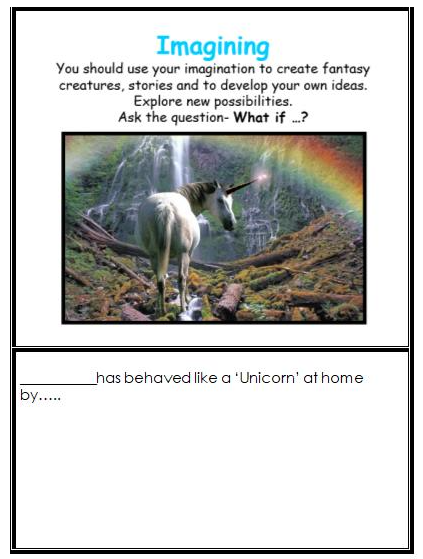 Imagining
You should use your imagination to create fantasy
creatures, stories and to develop your own ideas.
Explore new possibilities.
Ask the question- What if ...?
__________has behaved like a ‘Unicorn’ at home
by.....